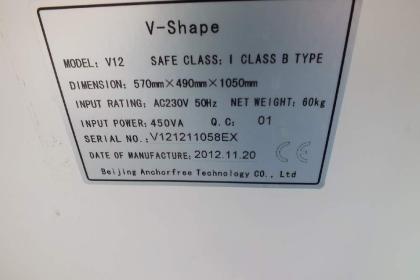 V-Shape
MODEL: V12 SAFE CLASS: I CLASS B TYPE
DIMENSION: 570mm×490mm×1050mm
INPUT RATING: AC230V 50Hz NET WEIGHT: 60kg
INPUT POWER: 450VA Q.C: 01
SERIAL NO.: V121211058EX
DATE OF MANUFACTURE: 2012.11.20 CE
Beijing Anchorfree Technology CO., Ltd